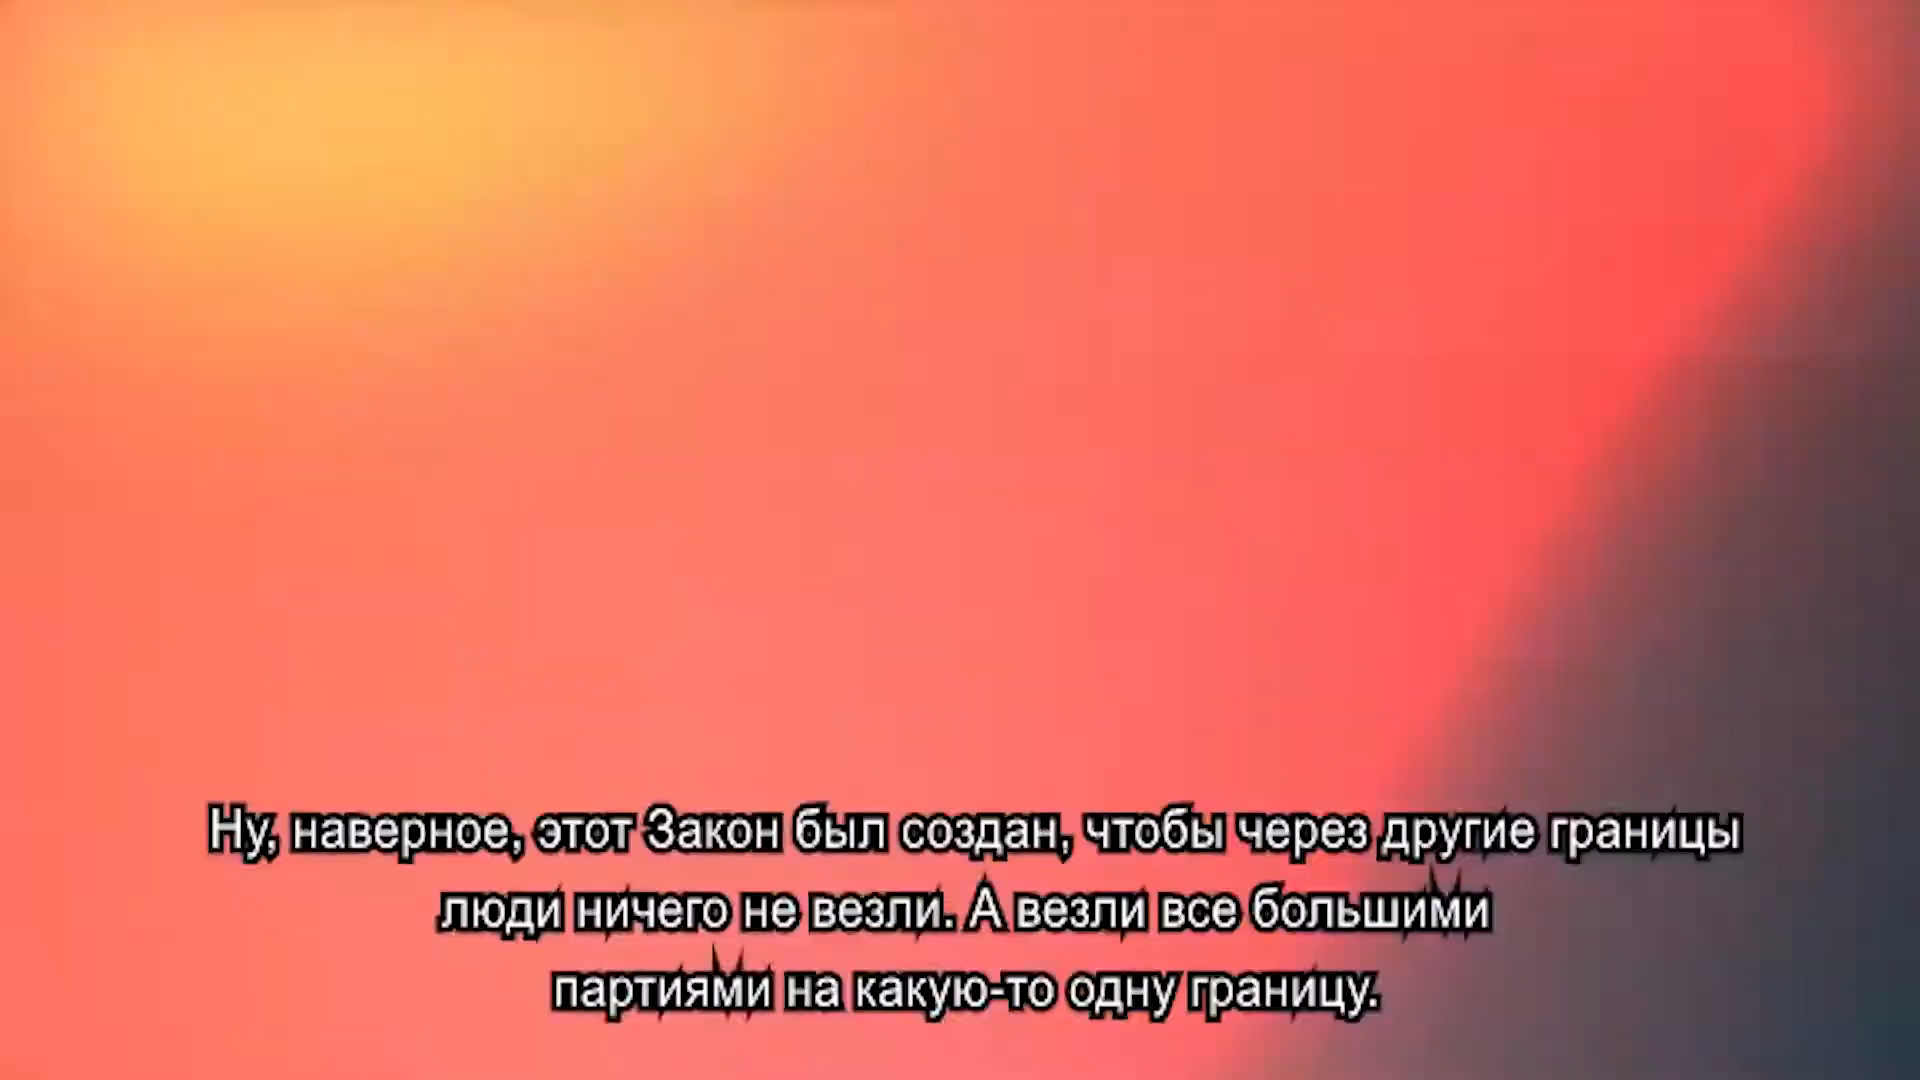 Ну, наверное, этот Закон был создан, чтобы через другие границы
люди ничего не везли. А везли все большими
партиями на какую-то одну границу.